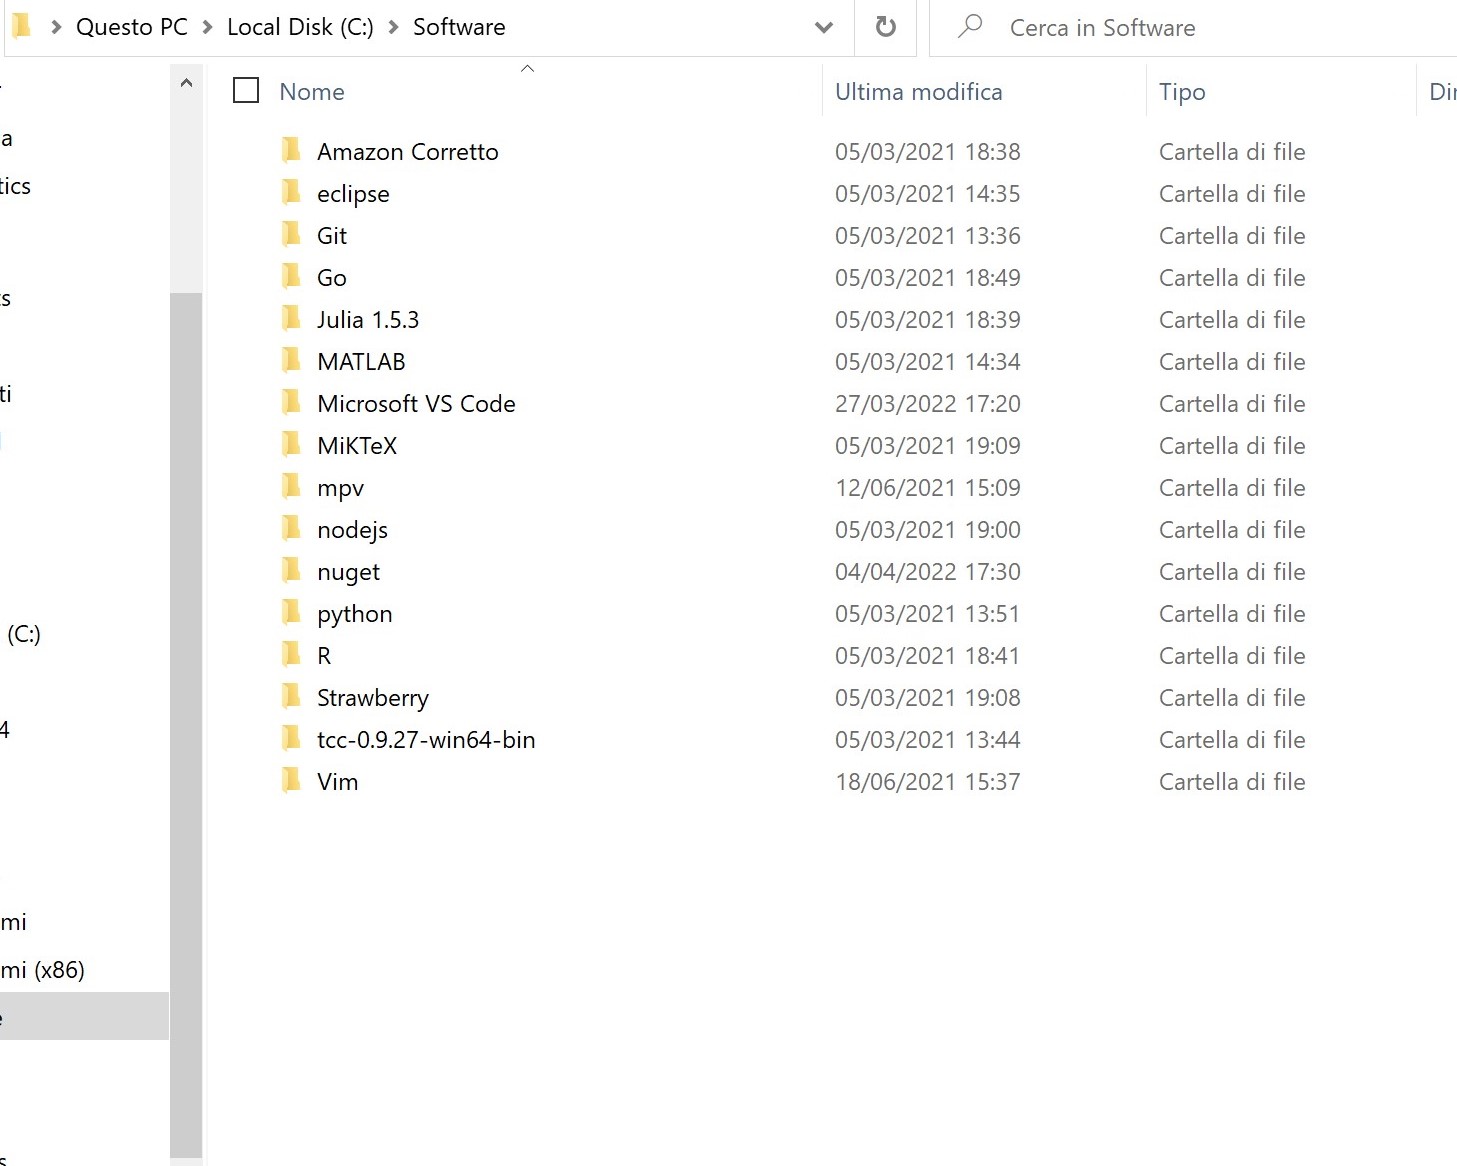 Questo PC > Local Disk (C:) > Software
Cerca in Software
Nome Ultima modifica Tipo
Amazon Corretto 05/03/2021 18:38 Cartella di file
eclipse 05/03/2021 14:35 Cartella di file
Git 05/03/2021 13:36 Cartella di file
Go 05/03/2021 18:49 Cartella di file
Julia 1.5.3 05/03/2021 18:39 Cartella di file
MATLAB 05/03/2021 14:34 Cartella di file
Microsoft VS Code 27/03/2022 17:20 Cartella di file
MiKTeX 05/03/2021 19:09 Cartella di file
mpv 12/06/2021 15:09 Cartella di file
nodejs 05/03/2021 19:00 Cartella di file
nuget 04/04/2022 17:30 Cartella di file
python 05/03/2021 13:51 Cartella di file
R 05/03/2021 18:41 Cartella di file
Strawberry 05/03/2021 19:08 Cartella di file
tcc-0.9.27-win64-bin 05/03/2021 13:44 Cartella di file
Vim 18/06/2021 15:37 Cartella di file
(C:)
(x86)